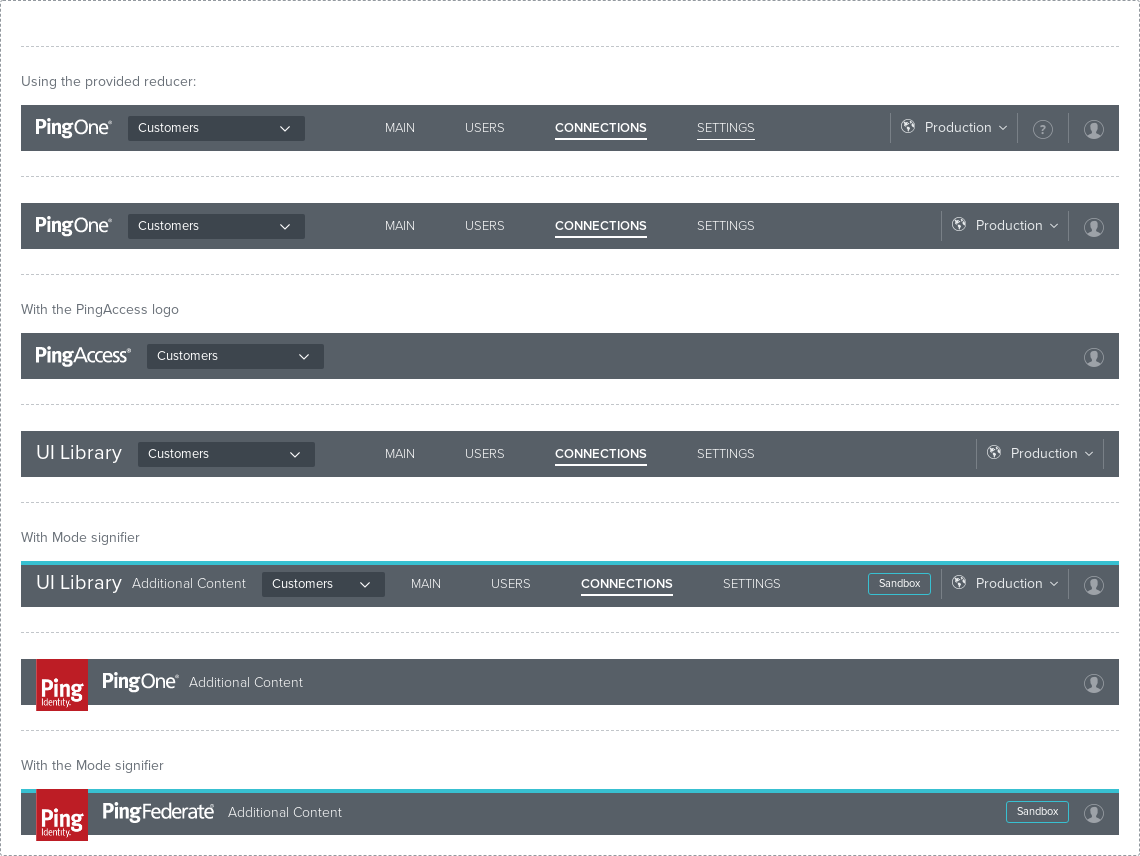 Using the provided reducer:
PingOne® Customers MAIN USERS CONNECTIONS SETTINGS Production ?
PingOne® Customers MAIN USERS CONNECTIONS SETTINGS Production
With the PingAccess logo
PingAccess® Customers
UI Library Customers MAIN USERS CONNECTIONS SETTINGS Production
With Mode signifier
UI Library Additional Content Customers MAIN USERS CONNECTIONS SETTINGS Sandbox Production
Ping Identity. PingOne® Additional Content
With the Mode signifier
Ping Identity. PingFederate® Additional Content Sandbox